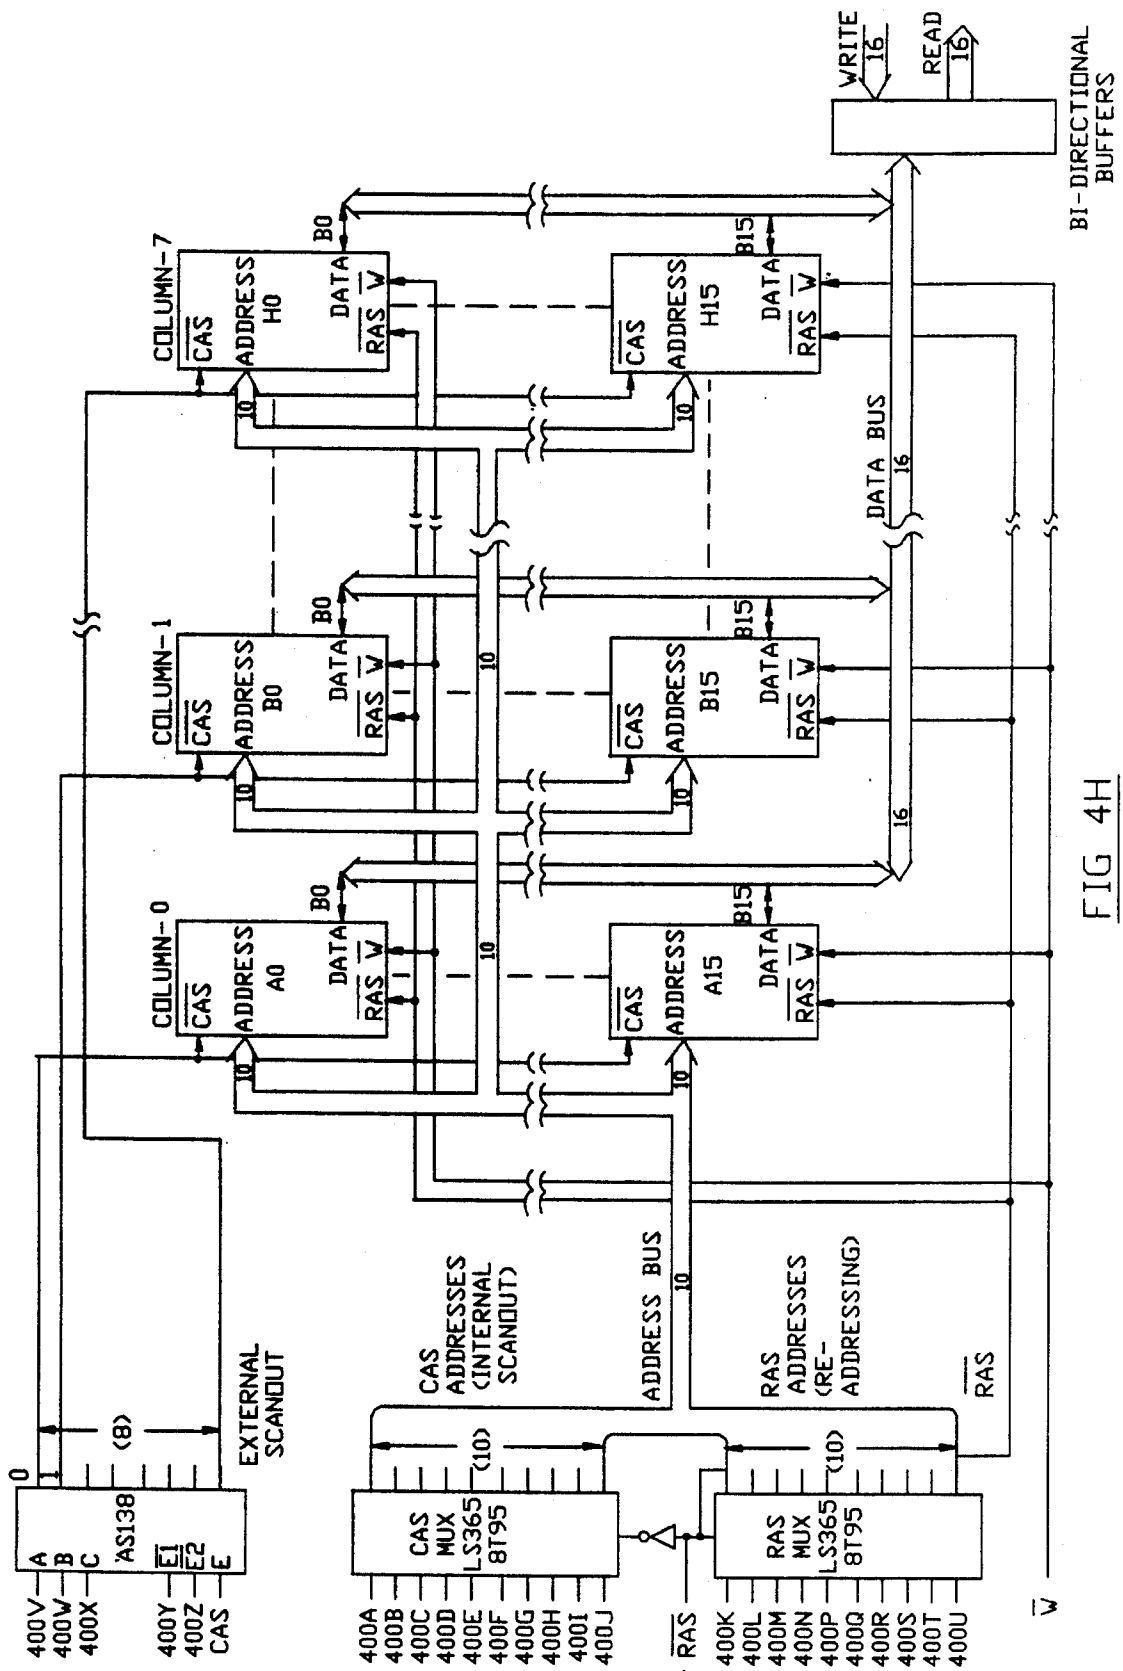 400V
400W
400X
400Y
400Z
CAS
A
B
C
'AS138
E1
E2
E
0
1
(8)
EXTERNAL
SCANOUT
400A
400B
400C
400D
400E
400F
400G
400H
400I
400J
CAS
MUX
LS365
8T95
(10)
CAS
ADDRESSES
(INTERNAL
SCANOUT)
ADDRESS BUS
10
RAS
400K
400L
400M
400N
400P
400Q
400R
400S
400T
400U
RAS
MUX
LS365
8T95
(10)
RAS
ADDRESSES
(RE-
ADDRESSING)
RAS
W
COLUMN-0
CAS
ADDRESS
A0
DATA
RAS W
10
B0
CAS
ADDRESS
A15
DATA
RAS W
10
B15
10
COLUMN-1
CAS
ADDRESS
B0
DATA
RAS W
10
B0
CAS
ADDRESS
B15
DATA
RAS W
10
B15
10
COLUMN-7
CAS
ADDRESS
H0
DATA
RAS W
10
B0
CAS
ADDRESS
H15
DATA
RAS W
10
B15
16
DATA BUS
16
WRITE
16
READ
16
BI-DIRECTIONAL
BUFFERS
FIG 4H